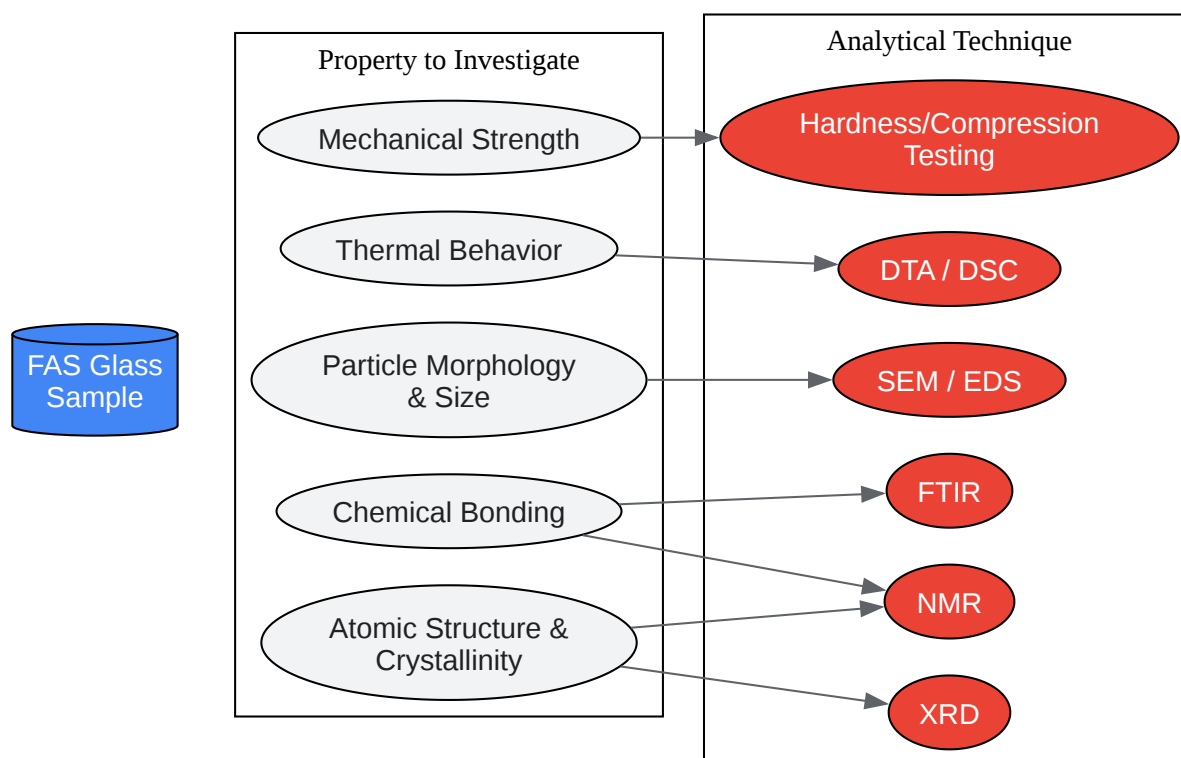 Property to Investigate
Analytical Technique
Mechanical Strength
Hardness/Compression
Testing
Thermal Behavior
DTA / DSC
FAS Glass
Sample
Particle Morphology
& Size
SEM / EDS
Chemical Bonding
FTIR
NMR
Atomic Structure &
Crystallinity
XRD